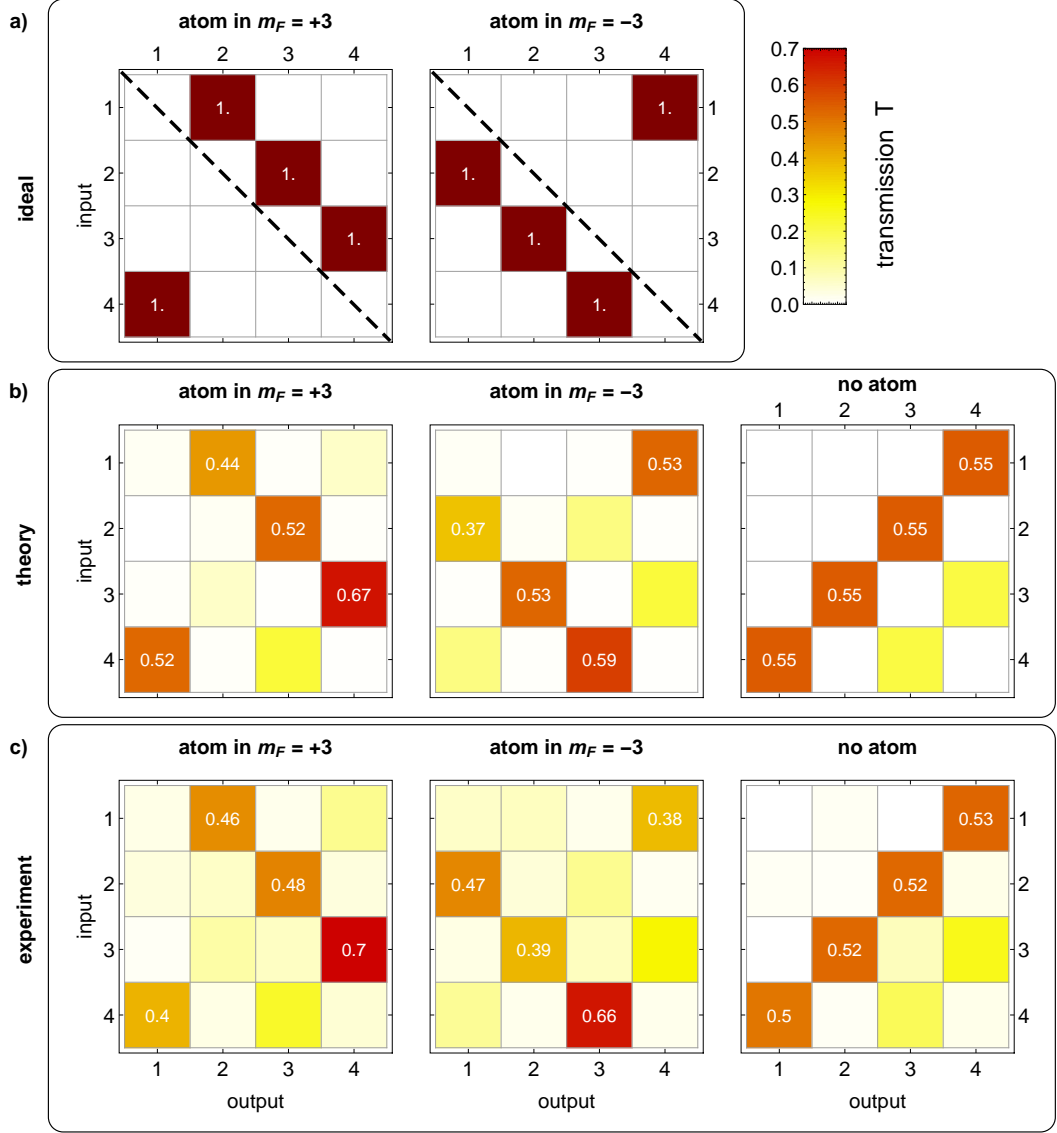 a)
atom in mF = +3
atom in mF = −3
1 2 3 4
1 2 3 4
0.7
0.6
0.5
0.4
0.3
0.2
0.1
0.0
transmission T
ideal
input
1 1. 1. 1
2 1. 1. 2
3 1. 1. 3
4 1. 1. 4
b)
atom in mF = +3
atom in mF = −3
no atom
1 2 3 4
theory
input
1 0.44 0.53 0.55 1
2 0.52 0.37 0.55 2
3 0.67 0.53 0.55 3
4 0.52 0.59 0.55 4
c)
atom in mF = +3
atom in mF = −3
no atom
experiment
input
1 0.46 0.38 0.53 1
2 0.48 0.47 0.52 2
3 0.7 0.39 0.52 3
4 0.4 0.66 0.5 4
1 2 3 4
1 2 3 4
1 2 3 4
output
output
output